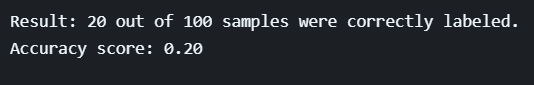 Result: 20 out of 100 samples were correctly labeled.
Accuracy score: 0.20